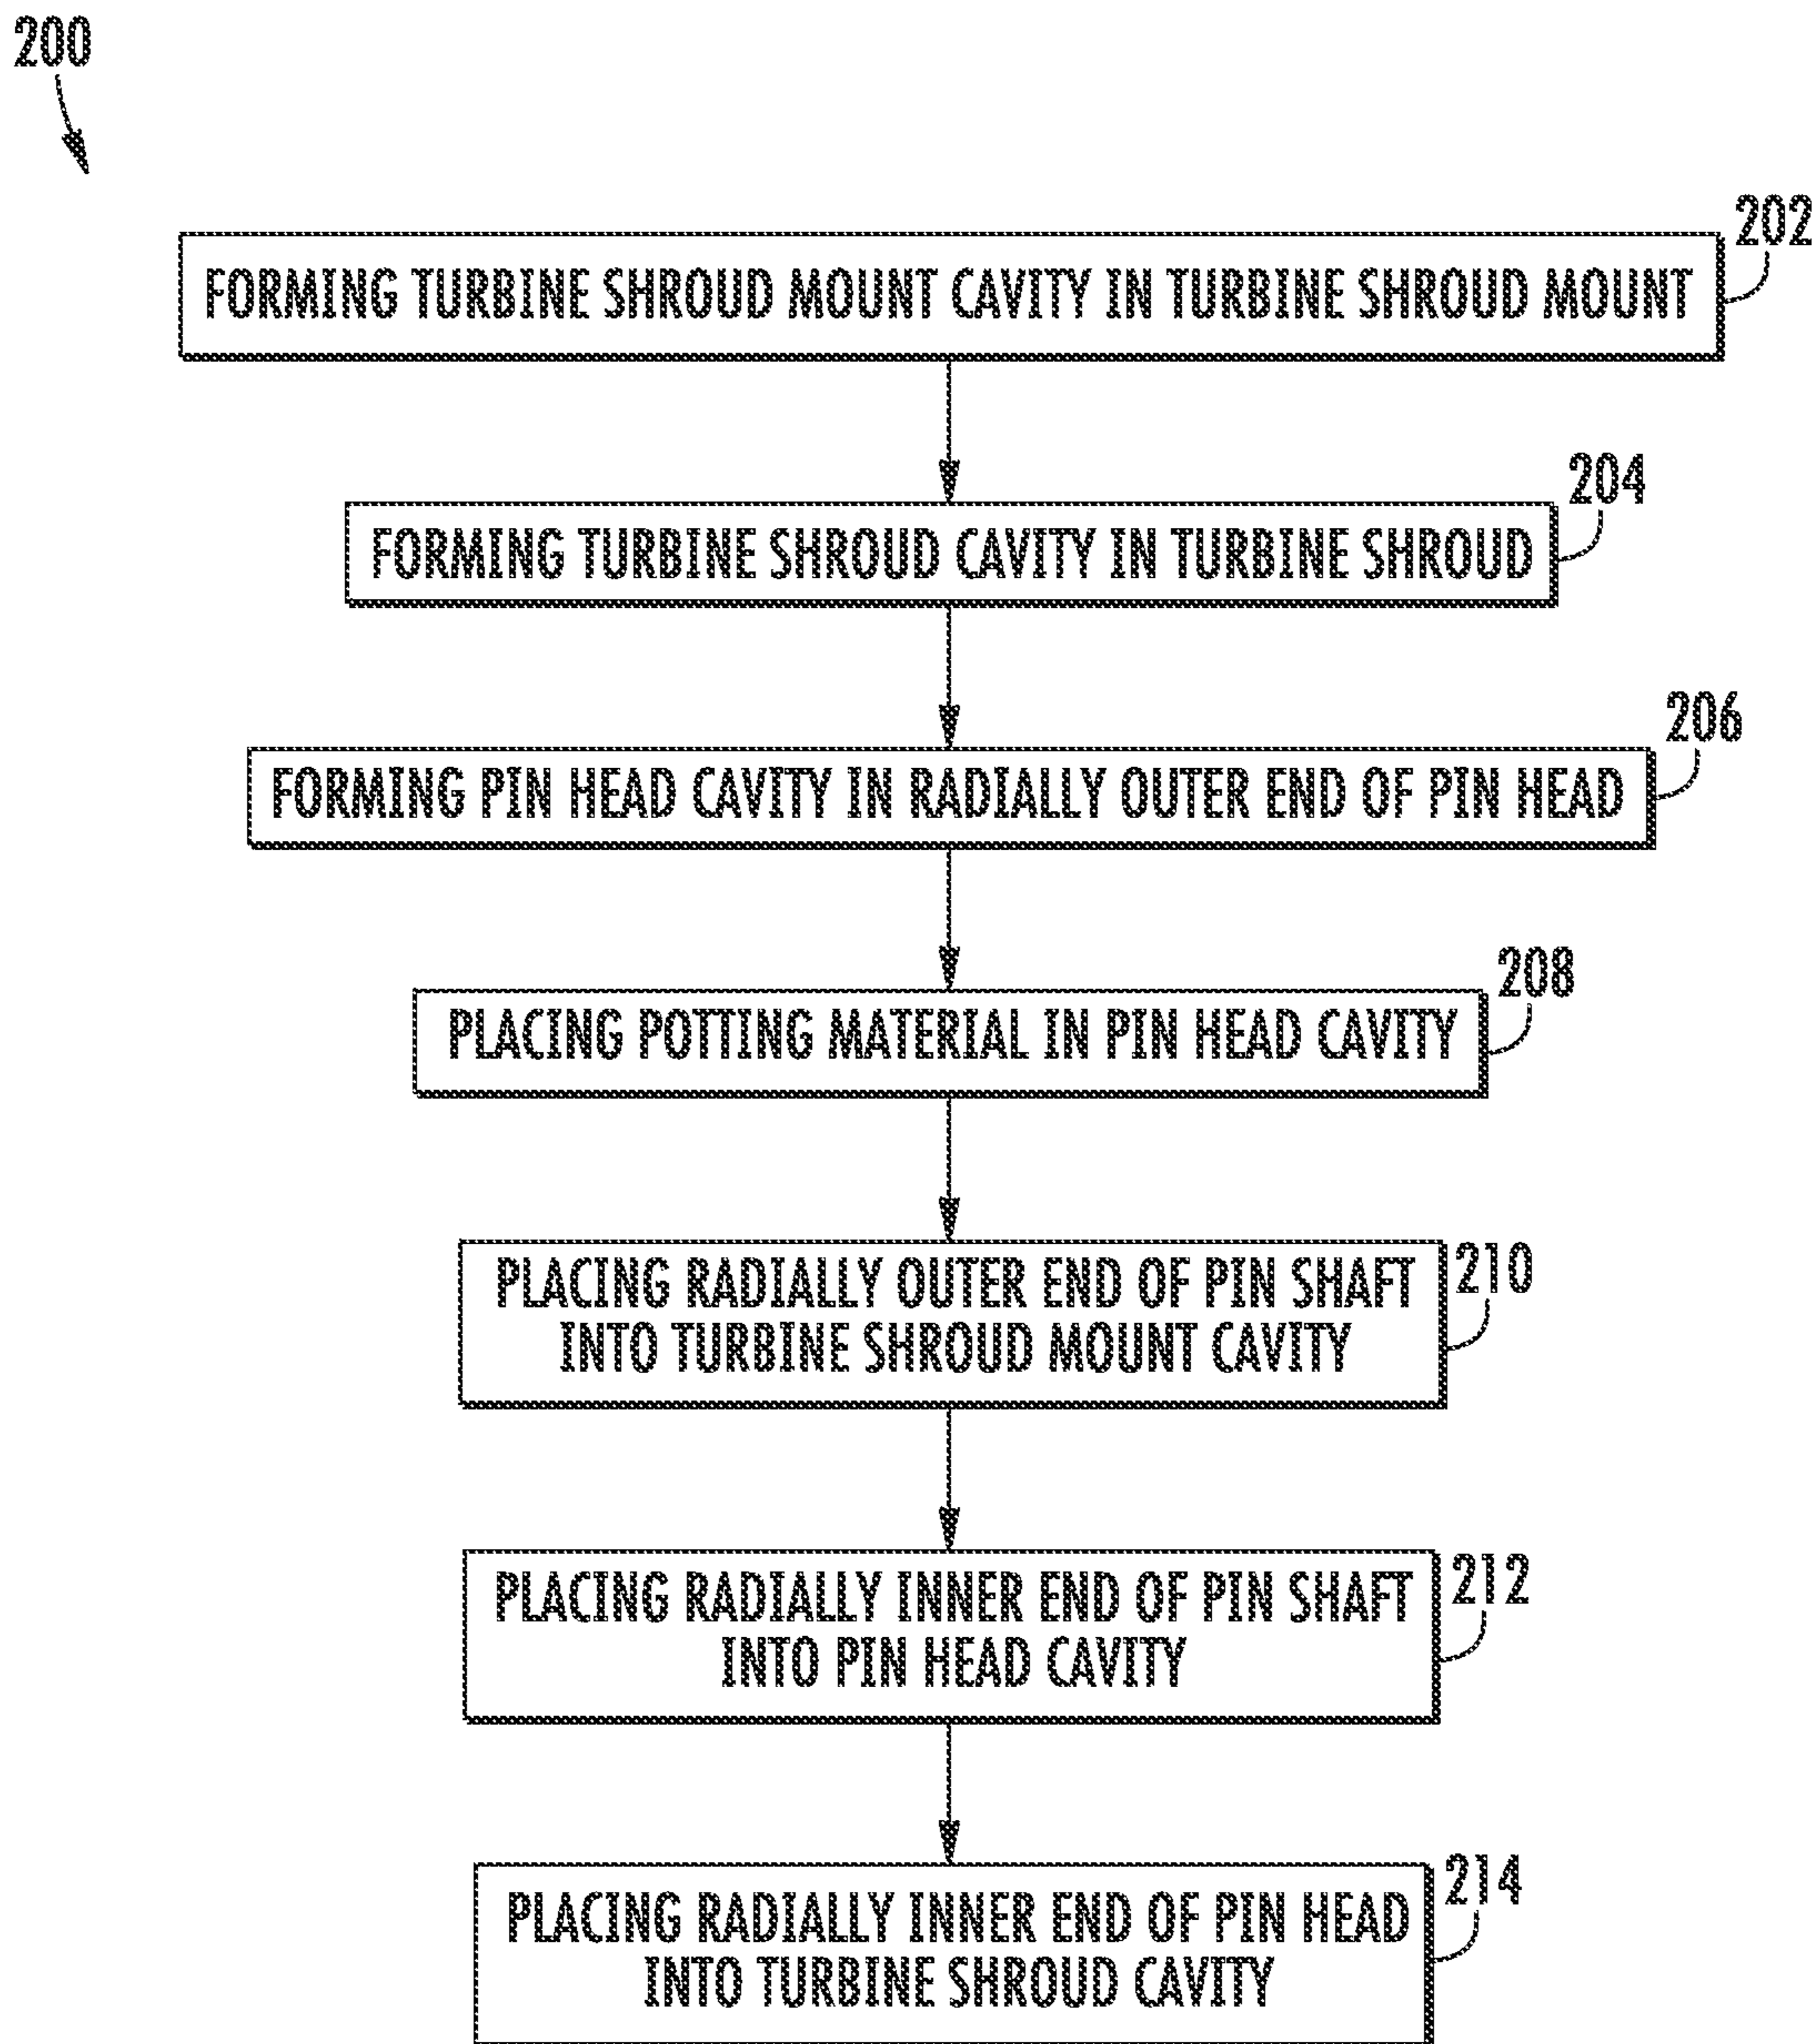 200
202
FORMING TURBINE SHROUD MOUNT CAVITY IN TURBINE SHROUD MOUNT
204
FORMING TURBINE SHROUD CAVITY IN TURBINE SHROUD
206
FORMING PIN HEAD CAVITY IN RADIALLY OUTER END OF PIN HEAD
208
PLACING POTTING MATERIAL IN PIN HEAD CAVITY
210
PLACING RADIALLY OUTER END OF PIN SHAFT
INTO TURBINE SHROUD MOUNT CAVITY
212
PLACING RADIALLY INNER END OF PIN SHAFT
INTO PIN HEAD CAVITY
214
PLACING RADIALLY INNER END OF PIN HEAD
INTO TURBINE SHROUD CAVITY